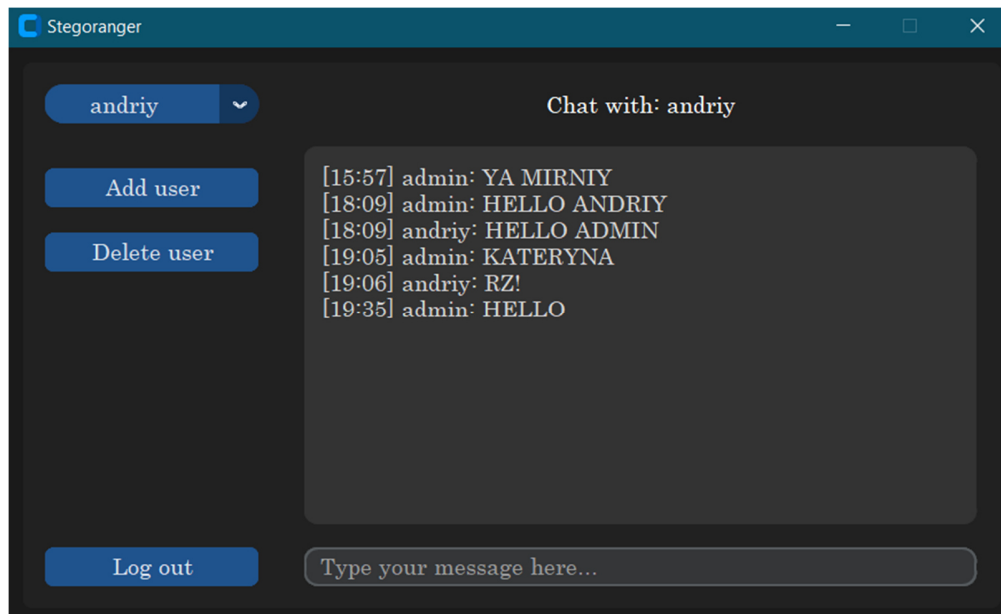 Stegoranger
andriy
Chat with: andriy
Add user
Delete user
[15:57] admin: YA MIRNIY
[18:09] admin: HELLO ANDRIY
[18:09] andriy: HELLO ADMIN
[19:05] admin: KATERYNA
[19:06] andriy: RZ!
[19:35] admin: HELLO
Log out
Type your message here...